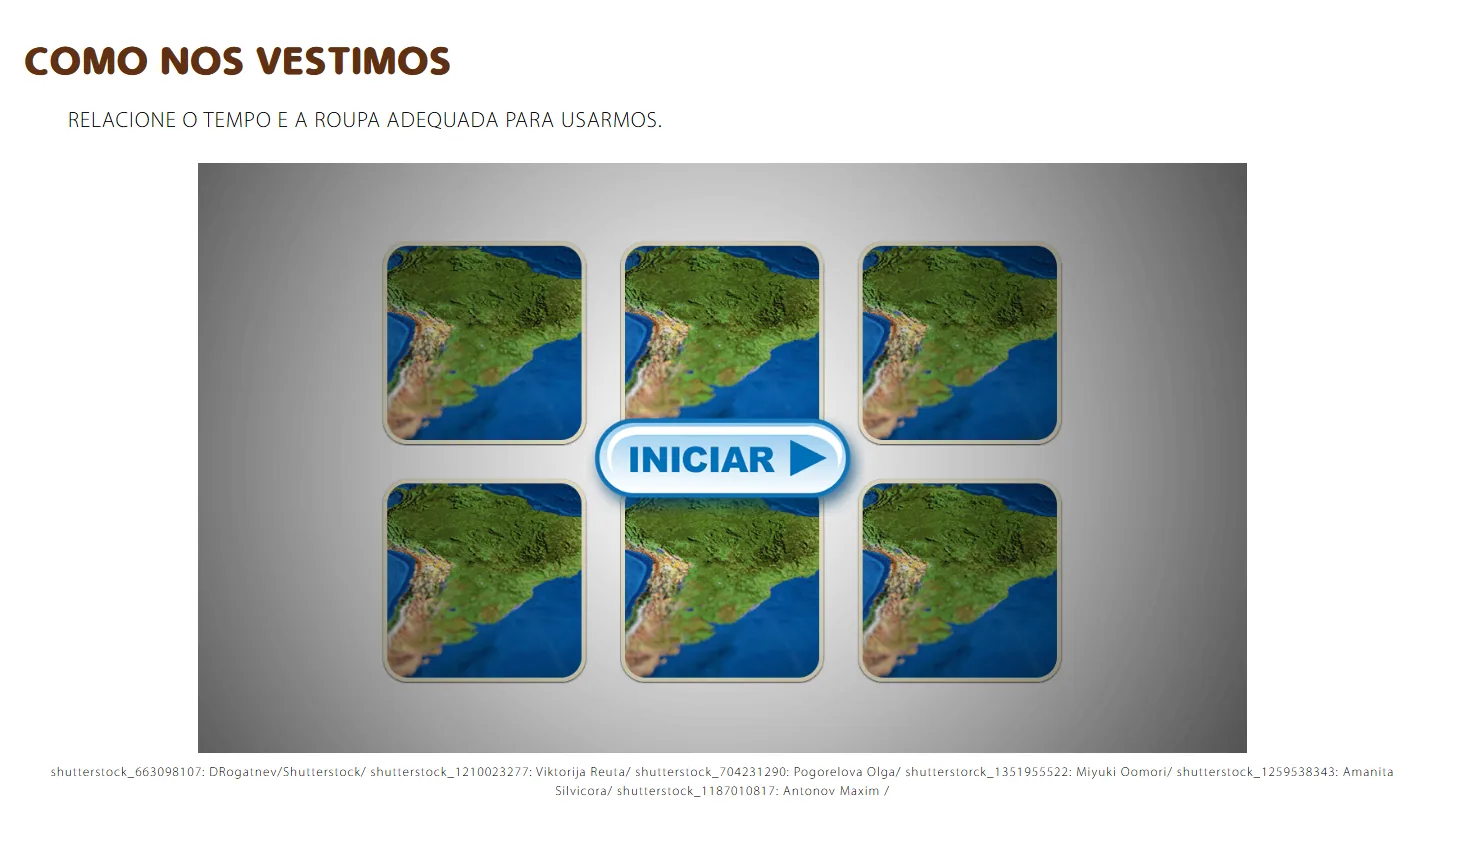 COMO NOS VESTIMOS
RELACIONE O TEMPO E A ROUPA ADEQUADA PARA USARMOS.
INICIAR
shutterstock_663098107: DRogatnev/Shutterstock/ shutterstock_1210023277: Viktorija Reuta/ shutterstock_704231290: Pogorelova Olga/ shutterstorck_1351955522: Miyuki Oomori/ shutterstock_1259538343: Amanita
Silvicora/ shutterstock_1187010817: Antonov Maxim /